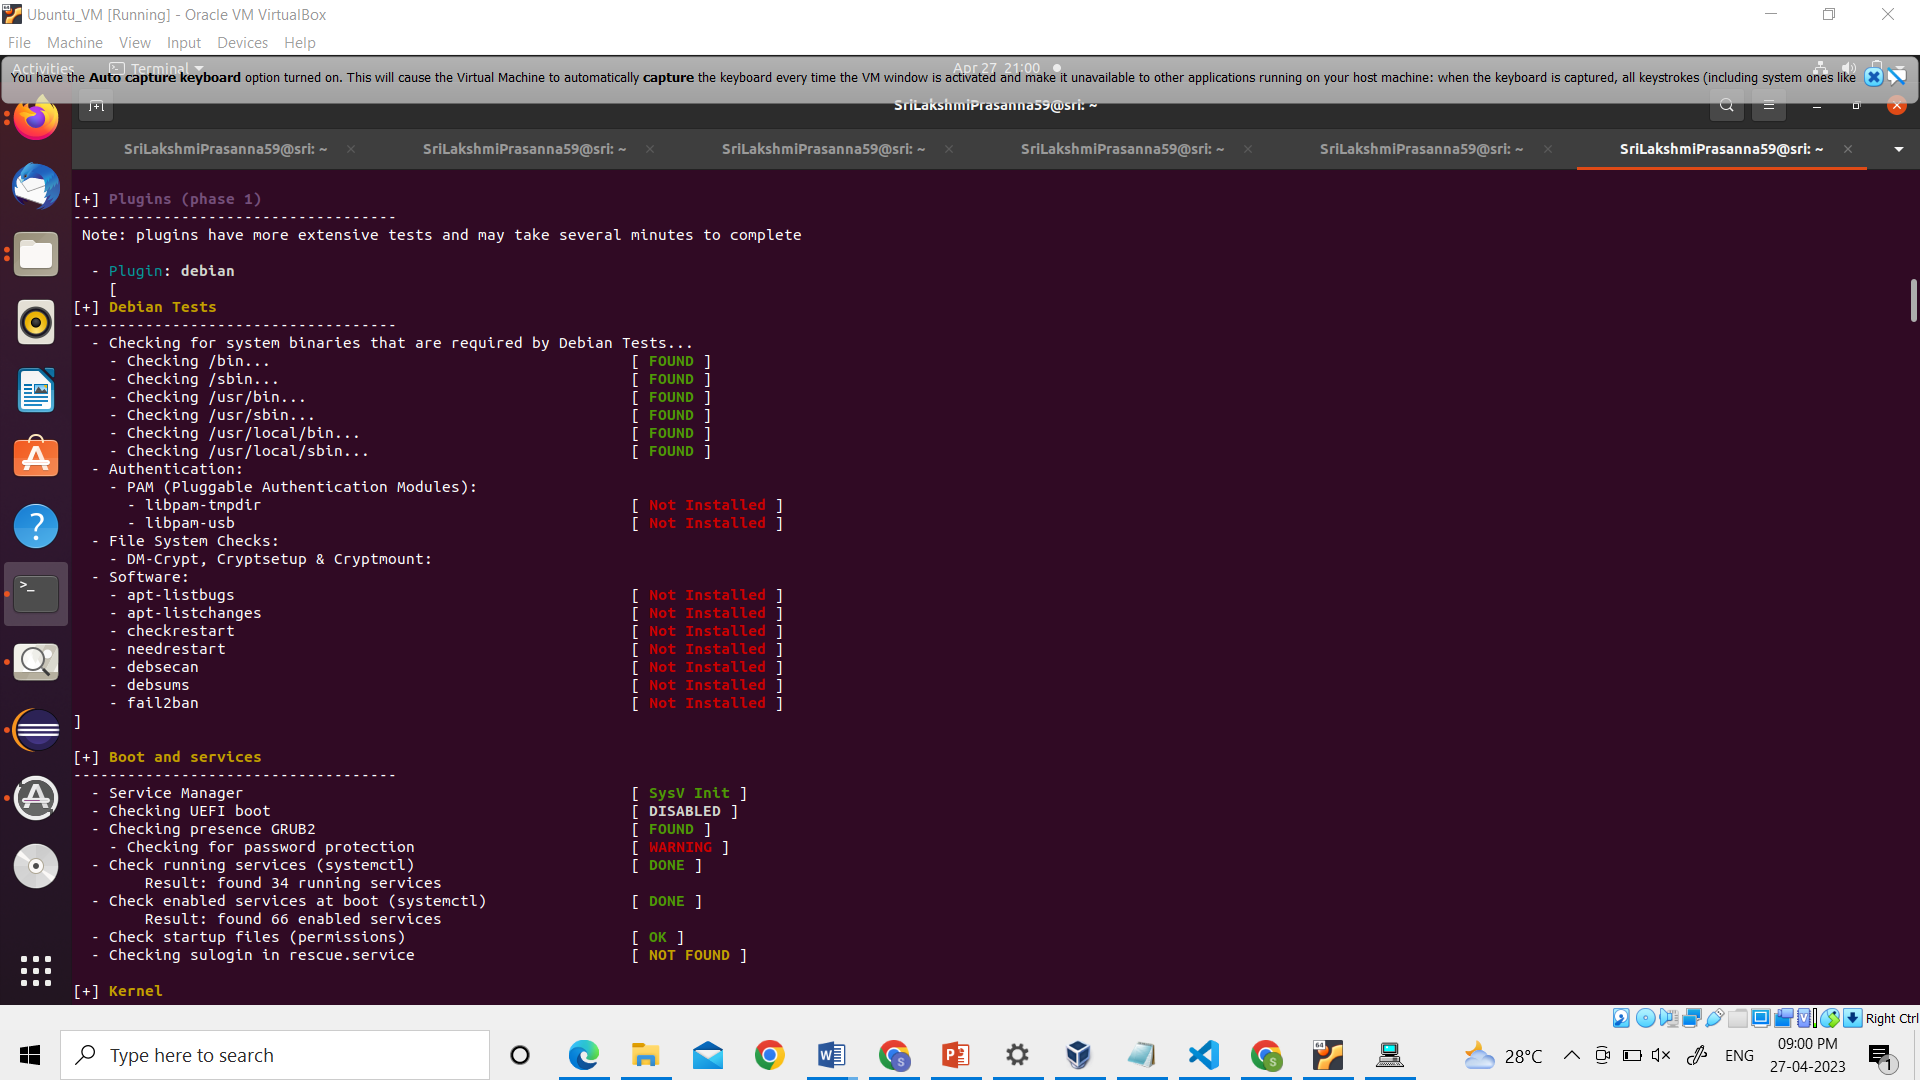 Ubuntu_VM [Running] - Oracle VM VirtualBox
File Machine View Input Devices Help
Activities Terminal Apr 27 21:00
You have the Auto capture keyboard option turned on. This will cause the Virtual Machine to automatically capture the keyboard every time the VM window is activated and make it unavailable to other applications running on your host machine: when the keyboard is captured, all keystrokes (including system ones like
SriLakshmiPrasanna59@sri: ~
SriLakshmiPrasanna59@sri: ~ × SriLakshmiPrasanna59@sri: ~ × SriLakshmiPrasanna59@sri: ~ × SriLakshmiPrasanna59@sri: ~ × SriLakshmiPrasanna59@sri: ~ × SriLakshmiPrasanna59@sri: ~ ×
[+] Plugins (phase 1)
------------------------------------
Note: plugins have more extensive tests and may take several minutes to complete
- Plugin: debian
[
[+] Debian Tests
------------------------------------
- Checking for system binaries that are required by Debian Tests...
- Checking /bin... [ FOUND ]
- Checking /sbin... [ FOUND ]
- Checking /usr/bin... [ FOUND ]
- Checking /usr/sbin... [ FOUND ]
- Checking /usr/local/bin... [ FOUND ]
- Checking /usr/local/sbin... [ FOUND ]
- Authentication:
- PAM (Pluggable Authentication Modules):
- libpam-tmpdir [ Not Installed ]
- libpam-usb [ Not Installed ]
- File System Checks:
- DM-Crypt, Cryptsetup & Cryptmount:
- Software:
- apt-listbugs [ Not Installed ]
- apt-listchanges [ Not Installed ]
- checkrestart [ Not Installed ]
- needrestart [ Not Installed ]
- debsecan [ Not Installed ]
- debsums [ Not Installed ]
- fail2ban [ Not Installed ]
]
[+] Boot and services
------------------------------------
- Service Manager [ SysV Init ]
- Checking UEFI boot [ DISABLED ]
- Checking presence GRUB2 [ FOUND ]
- Checking for password protection [ WARNING ]
- Check running services (systemctl) [ DONE ]
Result: found 34 running services
- Check enabled services at boot (systemctl) [ DONE ]
Result: found 66 enabled services
- Check startup files (permissions) [ OK ]
- Checking sulogin in rescue.service [ NOT FOUND ]
[+] Kernel
Right Ctrl
Type here to search
28°C
ENG
09:00 PM
27-04-2023
1